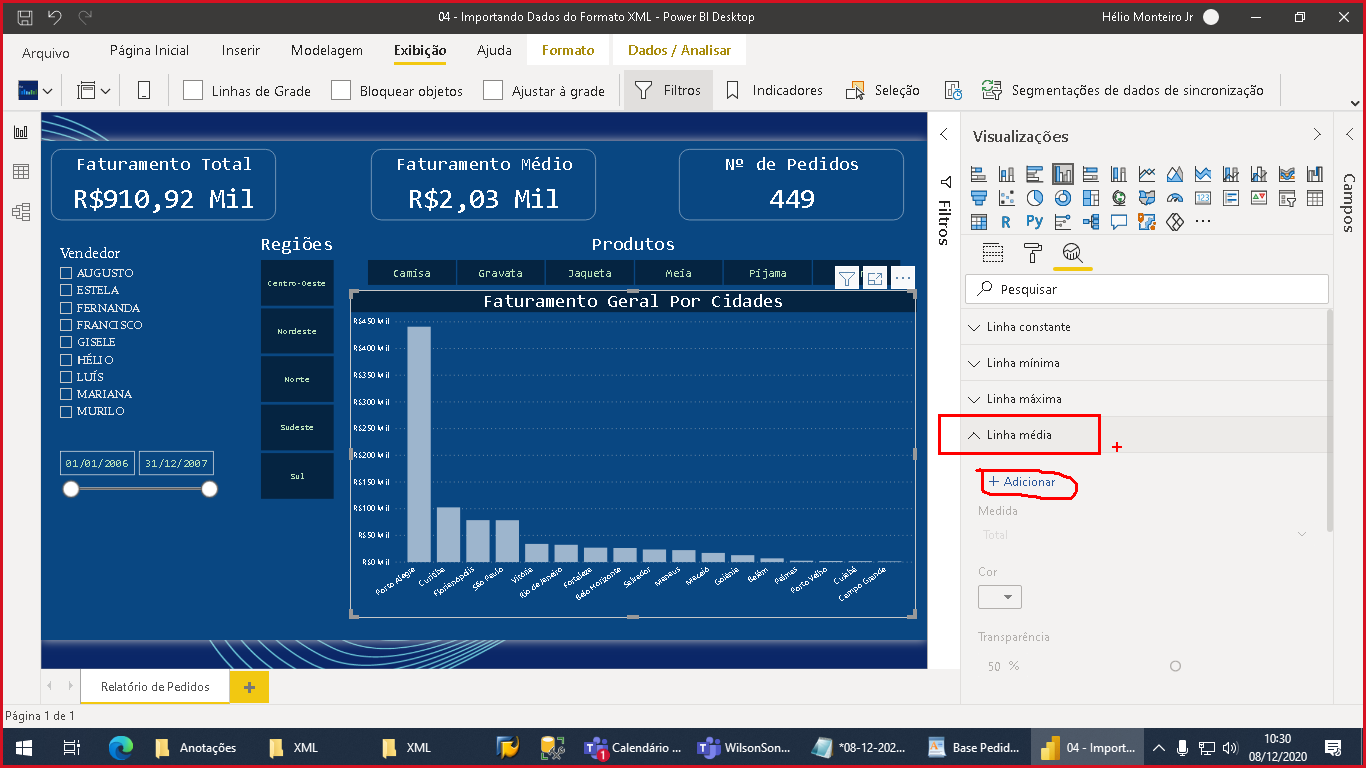 04 - Importando Dados do Formato XML - Power BI Desktop
Hélio Monteiro Jr
Arquivo Página Inicial Inserir Modelagem Exibição Ajuda Formato Dados / Analisar
Linhas de Grade Bloquear objetos Ajustar à grade Filtros Indicadores Seleção Segmentações de dados de sincronização
Faturamento Total
R$910,92 Mil
Faturamento Médio
R$2,03 Mil
Nº de Pedidos
449
Vendedor
AUGUSTO
ESTELA
FERNANDA
FRANCISCO
GISELE
HÉLIO
LUÍS
MARIANA
MURILO
01/01/2006 31/12/2007
Regiões
Centro-Oeste
Nordeste
Norte
Sudeste
Sul
Produtos
Camisa Gravata Jaqueta Meia Pijama
Faturamento Geral Por Cidades
R$450 Mil
R$400 Mil
R$350 Mil
R$300 Mil
R$250 Mil
R$200 Mil
R$150 Mil
R$100 Mil
R$50 Mil
R$0 Mil
Porto Alegre
Curitiba
Florianópolis
São Paulo
Vitória
Rio de Janeiro
Fortaleza
Belo Horizonte
Salvador
Manaus
Maceió
Goiânia
Belém
Palmas
Porto Velho
Cuiabá
Campo Grande
Filtros
Visualizações
R Py
123
Pesquisar
Linha constante
Linha mínima
Linha máxima
Linha média
+ Adicionar
Medida
Total
Cor
Transparência
50 %
Campos
Relatório de Pedidos
Página 1 de 1
Anotações XML XML Calendário ... WilsonSon... *08-12-202... Base Pedid... 04 - Import...
1
10:30
08/12/2020